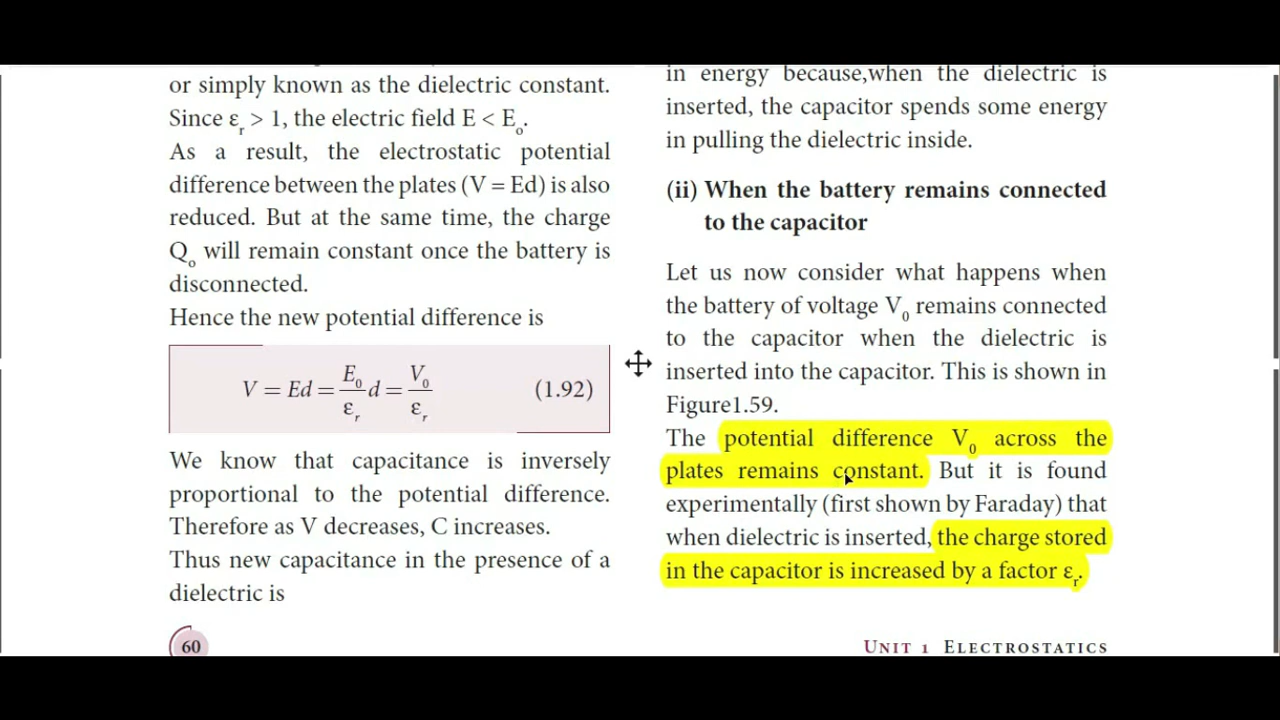 or simply known as the dielectric constant.
Since εr > 1, the electric field E < Eo.
As a result, the electrostatic potential
difference between the plates (V = Ed) is also
reduced. But at the same time, the charge
Qo will remain constant once the battery is
disconnected.
Hence the new potential difference is
V = Ed = E0/εr d = V0/εr (1.92)
We know that capacitance is inversely
proportional to the potential difference.
Therefore as V decreases, C increases.
Thus new capacitance in the presence of a
dielectric is
60
in energy because,when the dielectric is
inserted, the capacitor spends some energy
in pulling the dielectric inside.
(ii) When the battery remains connected
to the capacitor
Let us now consider what happens when
the battery of voltage V0 remains connected
to the capacitor when the dielectric is
inserted into the capacitor. This is shown in
Figure1.59.
The potential difference V0 across the
plates remains constant. But it is found
experimentally (first shown by Faraday) that
when dielectric is inserted, the charge stored
in the capacitor is increased by a factor εr.
UNIT 1 ELECTROSTATICS